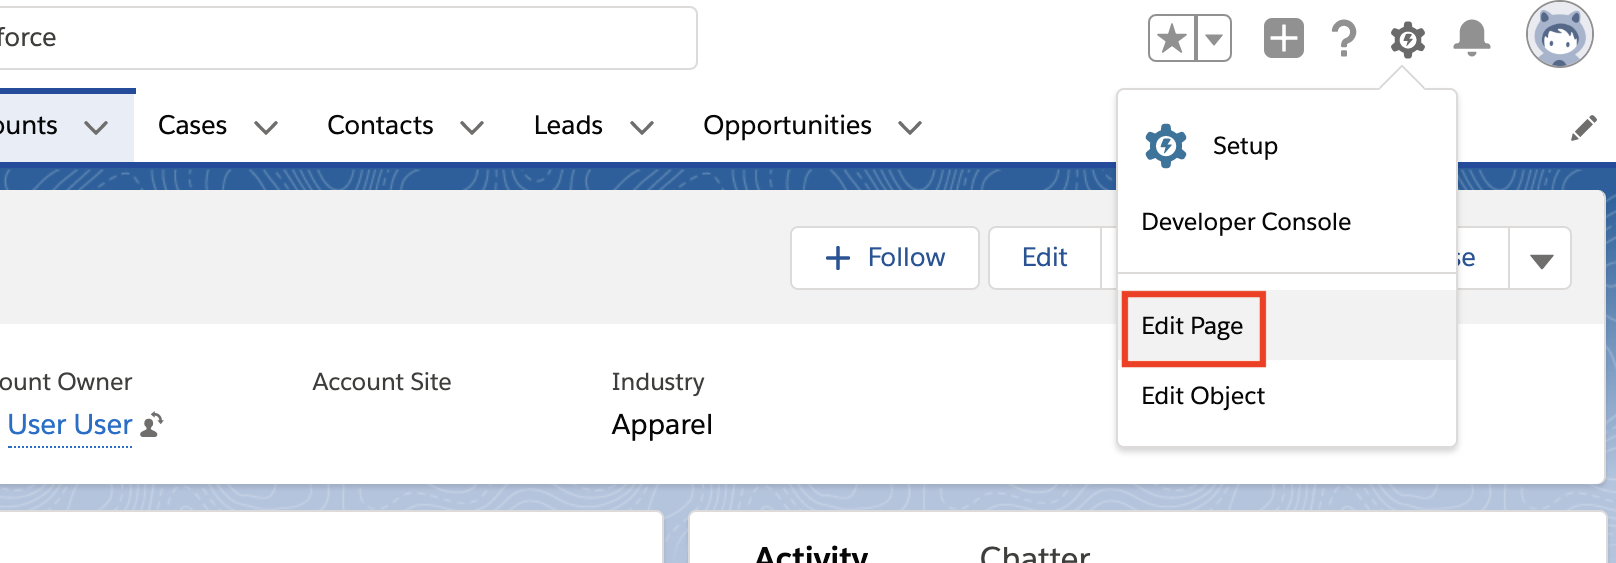 force
ounts Cases Contacts Leads Opportunities
Setup
Developer Console
Follow Edit se
Edit Page
Edit Object
ount Owner Account Site Industry
User User Apparel
Activity Chatter